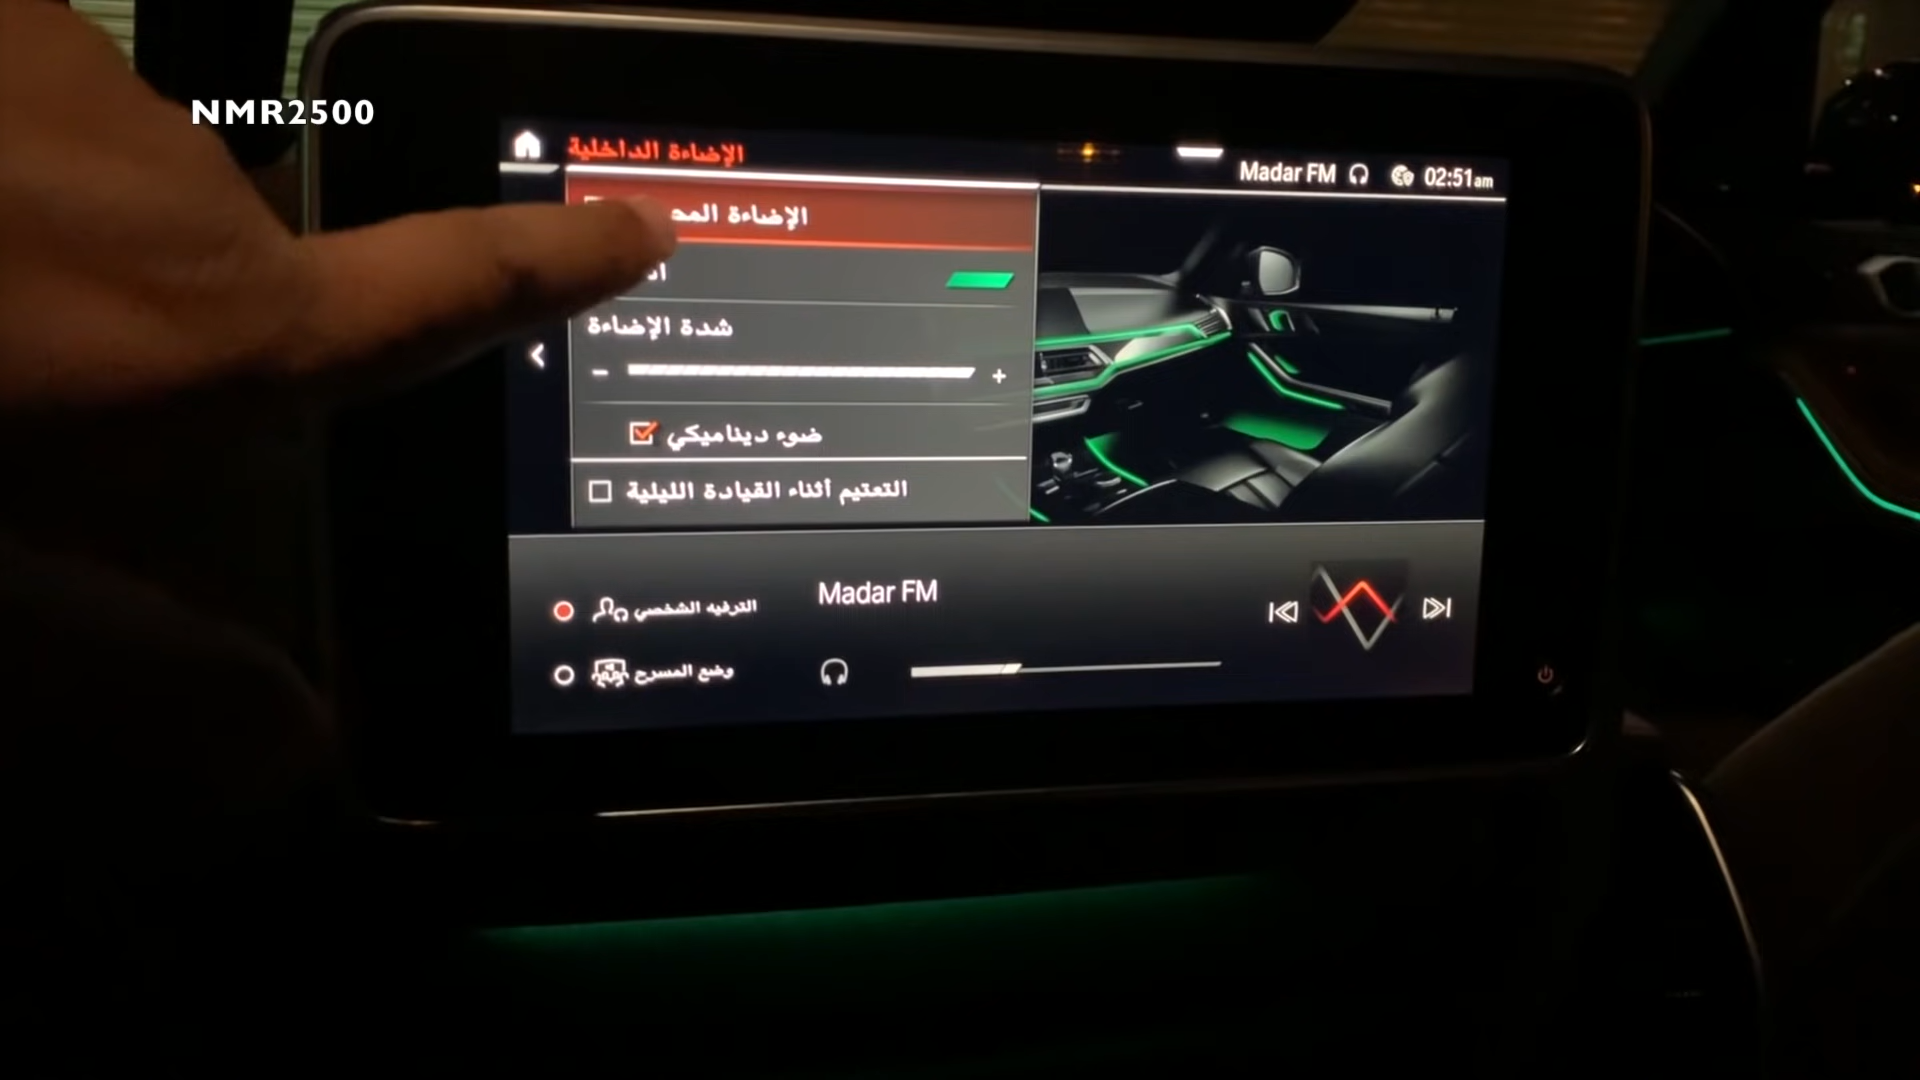 NMR2500
الإضاءة الداخلية
Madar FM 02:51am
الإضاءة
شدة الإضاءة
- +
ضوء ديناميكي
التعتيم أثناء القيادة الليلية
الترفيه الشخصي
Madar FM
وضع المسرح